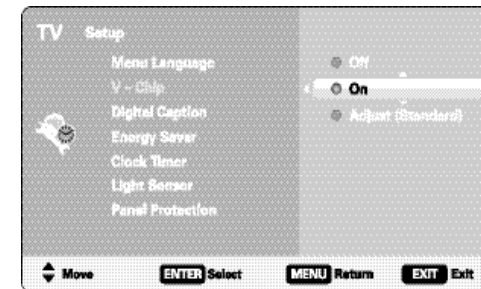 TV Setup
Menu Language
Off
V - Chip
On
Digital Caption
Adjust (Standard)
Energy Saver
Clock Timer
Light Sensor
Panel Protection
Move ENTER Select MENU Return EXIT Exit